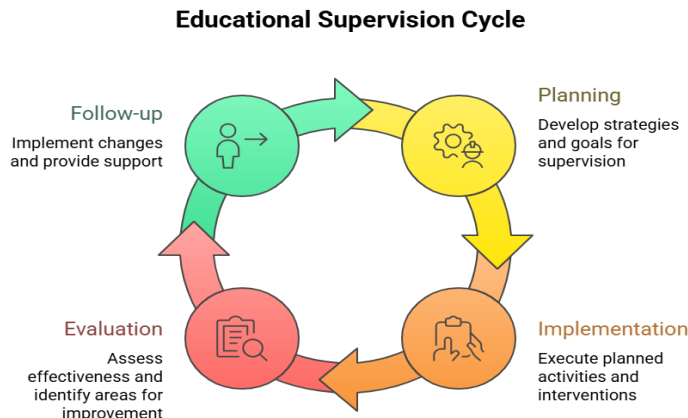 Educational Supervision Cycle
Follow-up
Implement changes
and provide support
Planning
Develop strategies
and goals for
supervision
Evaluation
Assess
effectiveness and
identify areas for
improvement
Implementation
Execute planned
activities and
interventions